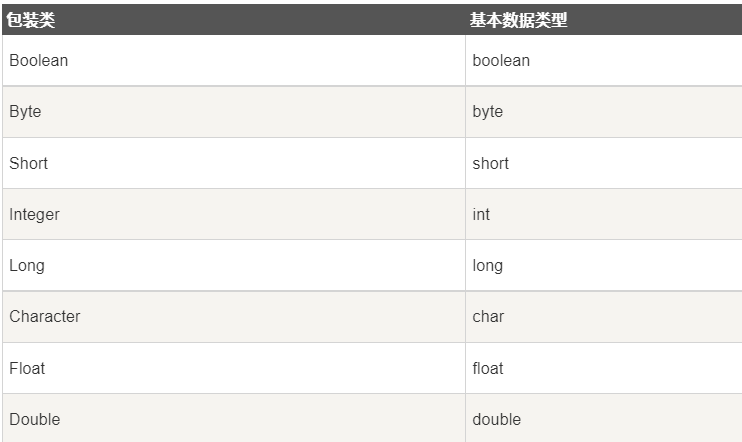 包装类 基本数据类型
Boolean boolean
Byte byte
Short short
Integer int
Long long
Character char
Float float
Double double